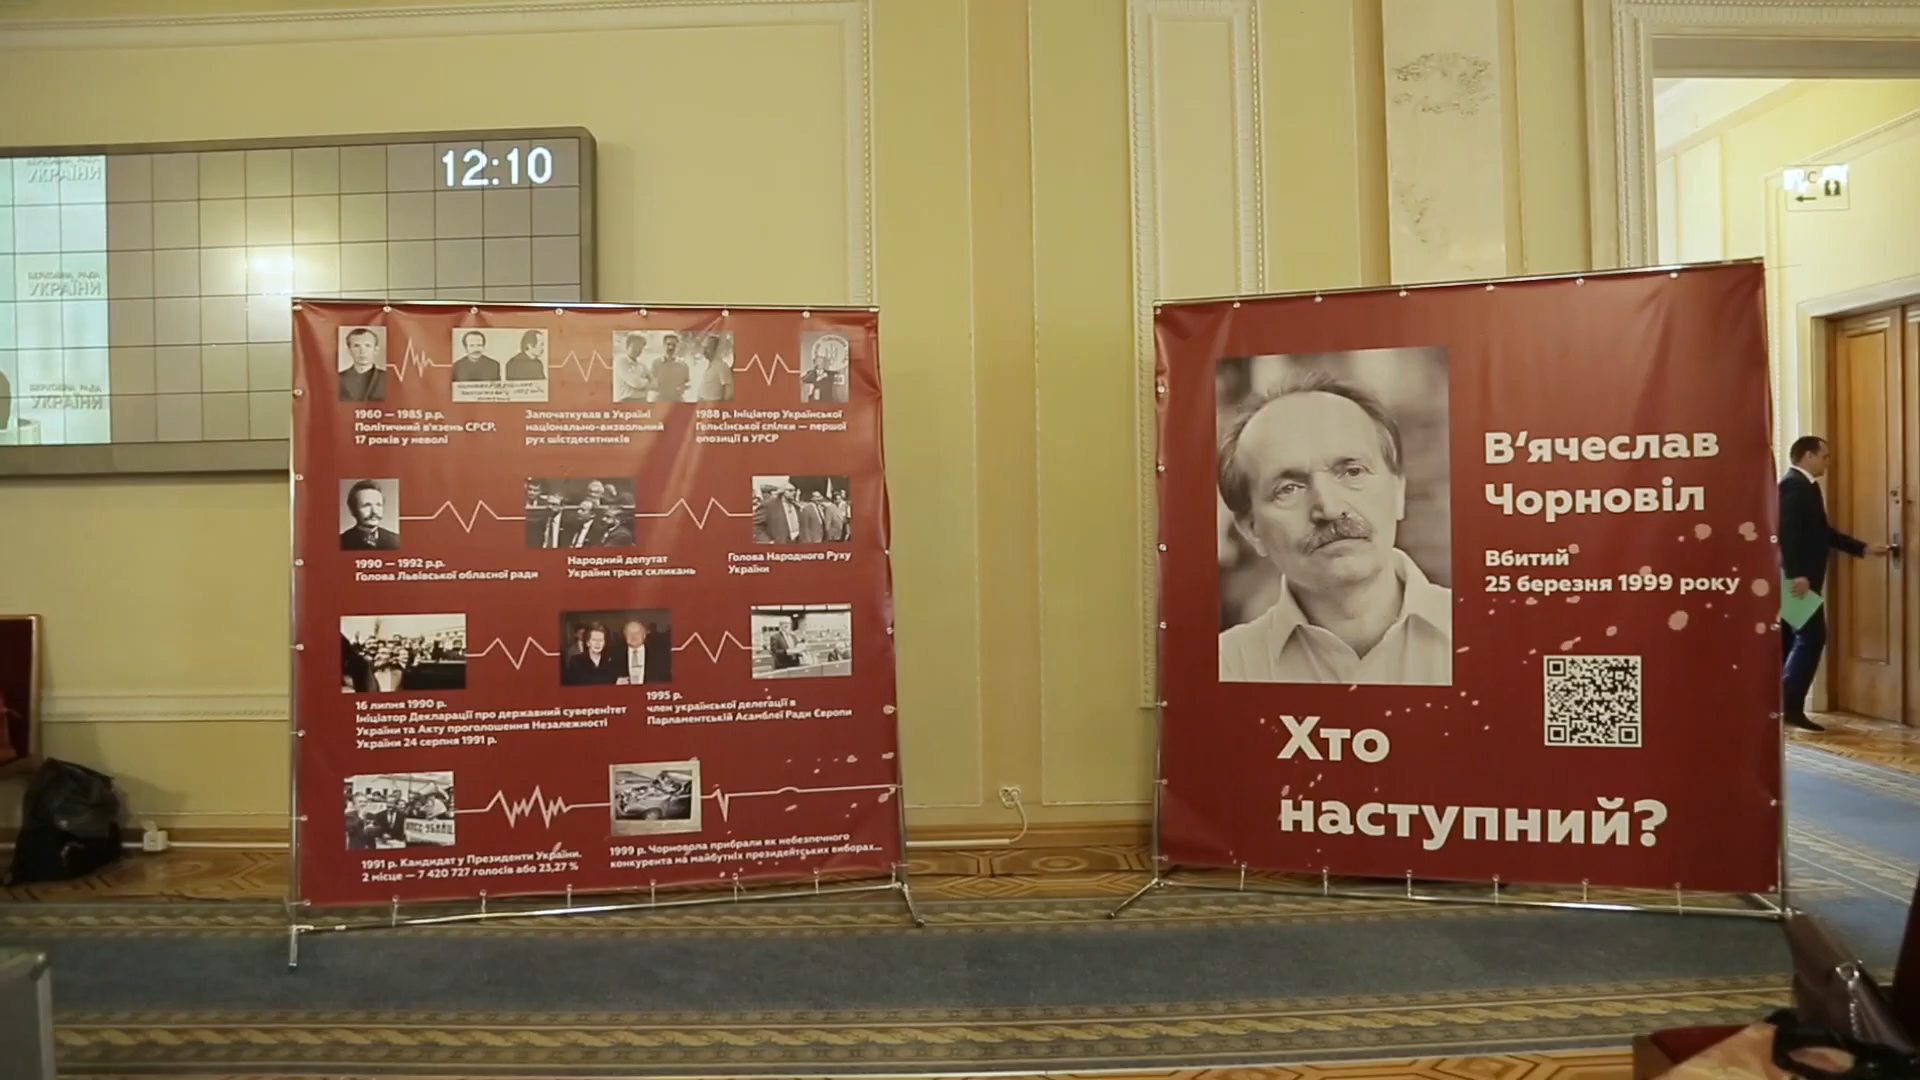 ВЕРХОВНА РАДА
УКРАЇНИ
12:10
ВЕРХОВНА РАДА
УКРАЇНИ
ВЕРХОВНА РАДА
УКРАЇНИ
1960 — 1985 р.р.
Політичний в'язень СРСР.
17 років у неволі
Започаткував в Україні
національно-визвольний
рух шістдесятників
1988 р. Ініціатор Української
Гельсінської спілки — першої
опозиції в УРСР
1990 — 1992 р.р.
Голова Львівської обласної ради
Народний депутат
України трьох скликань
Голова Народного Руху
України
16 липня 1990 р.
Ініціатор Декларації про державний суверенітет
України та Акту проголошення Незалежності
України 24 серпня 1991 р.
1995 р.
член української делегації в
Парламентській Асамблеї Ради Європи
1991 р. Кандидат у Президенти України.
2 місце — 7 420 727 голосів або 23,27 %
1999 р. Чорновола прибрали як небезпечного
конкурента на майбутніх президентських виборах...
В‘ячеслав
Чорновіл
Вбитий
25 березня 1999 року
Хто
наступний?